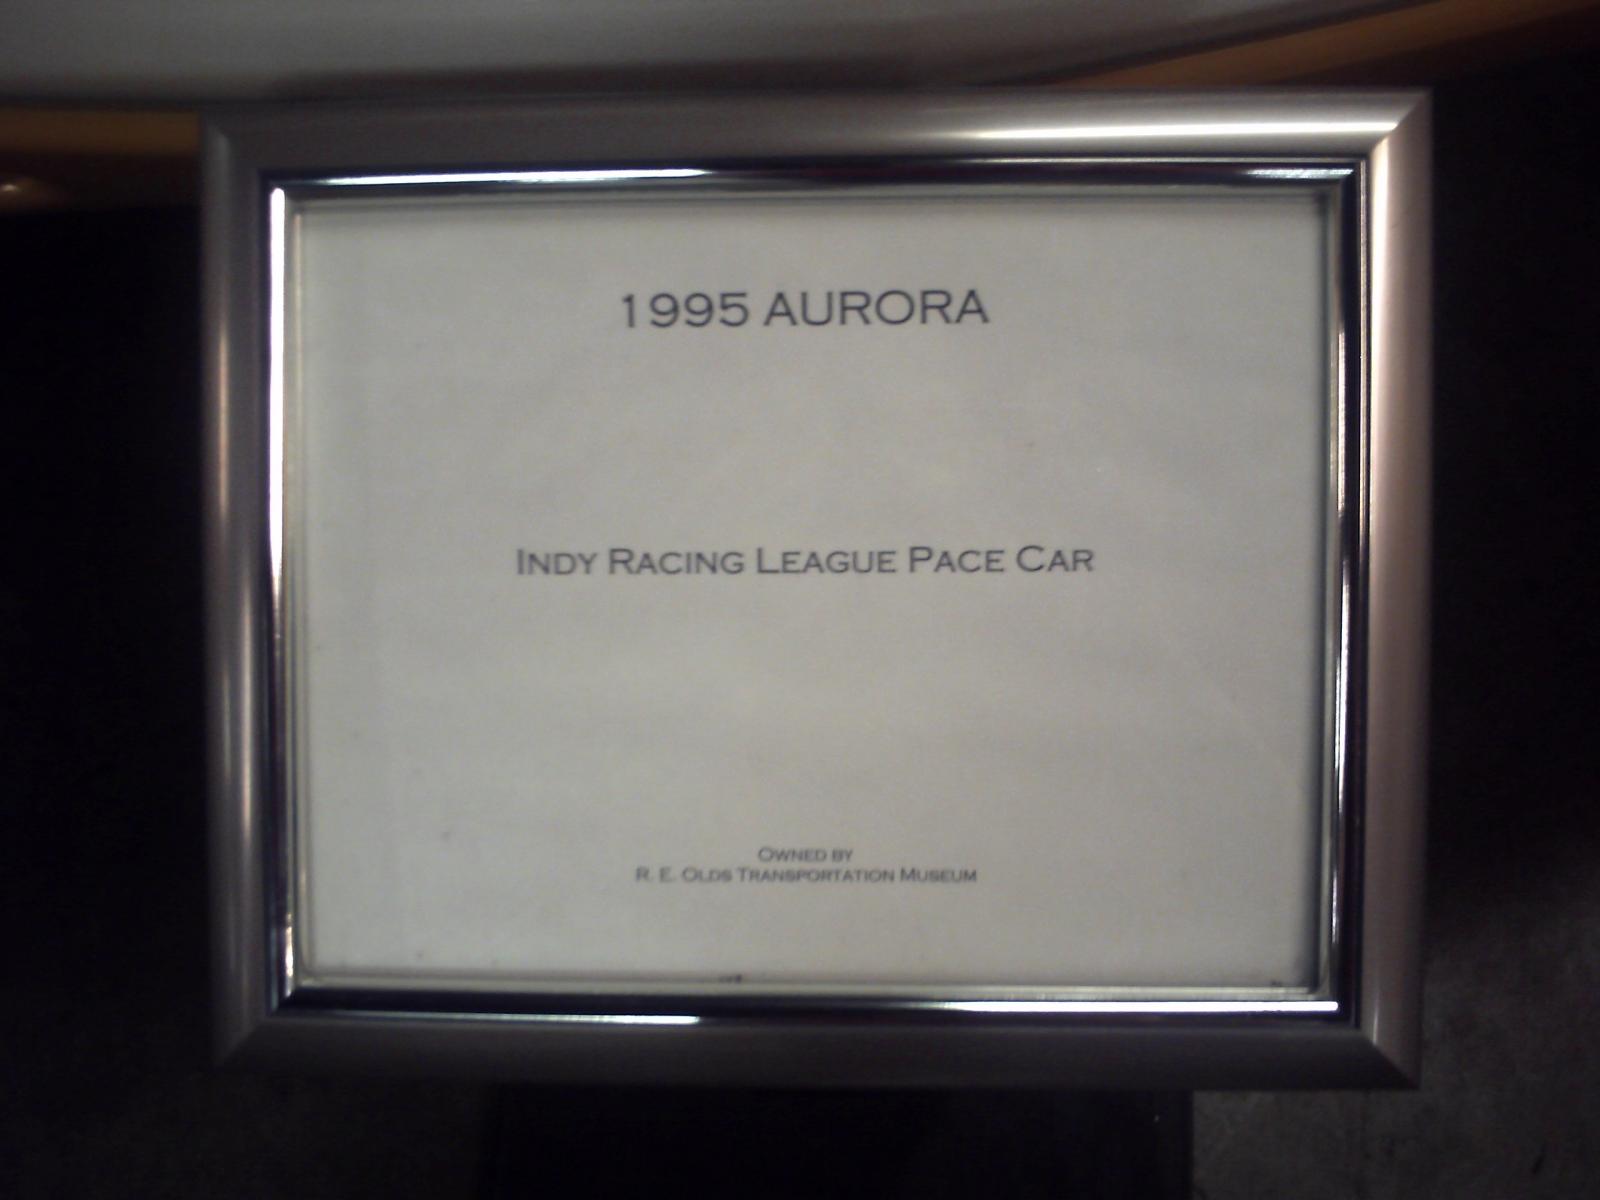 1995 AURORA
INDY RACING LEAGUE PACE CAR
OWNED BY
R. E. OLDS TRANSPORTATION MUSEUM